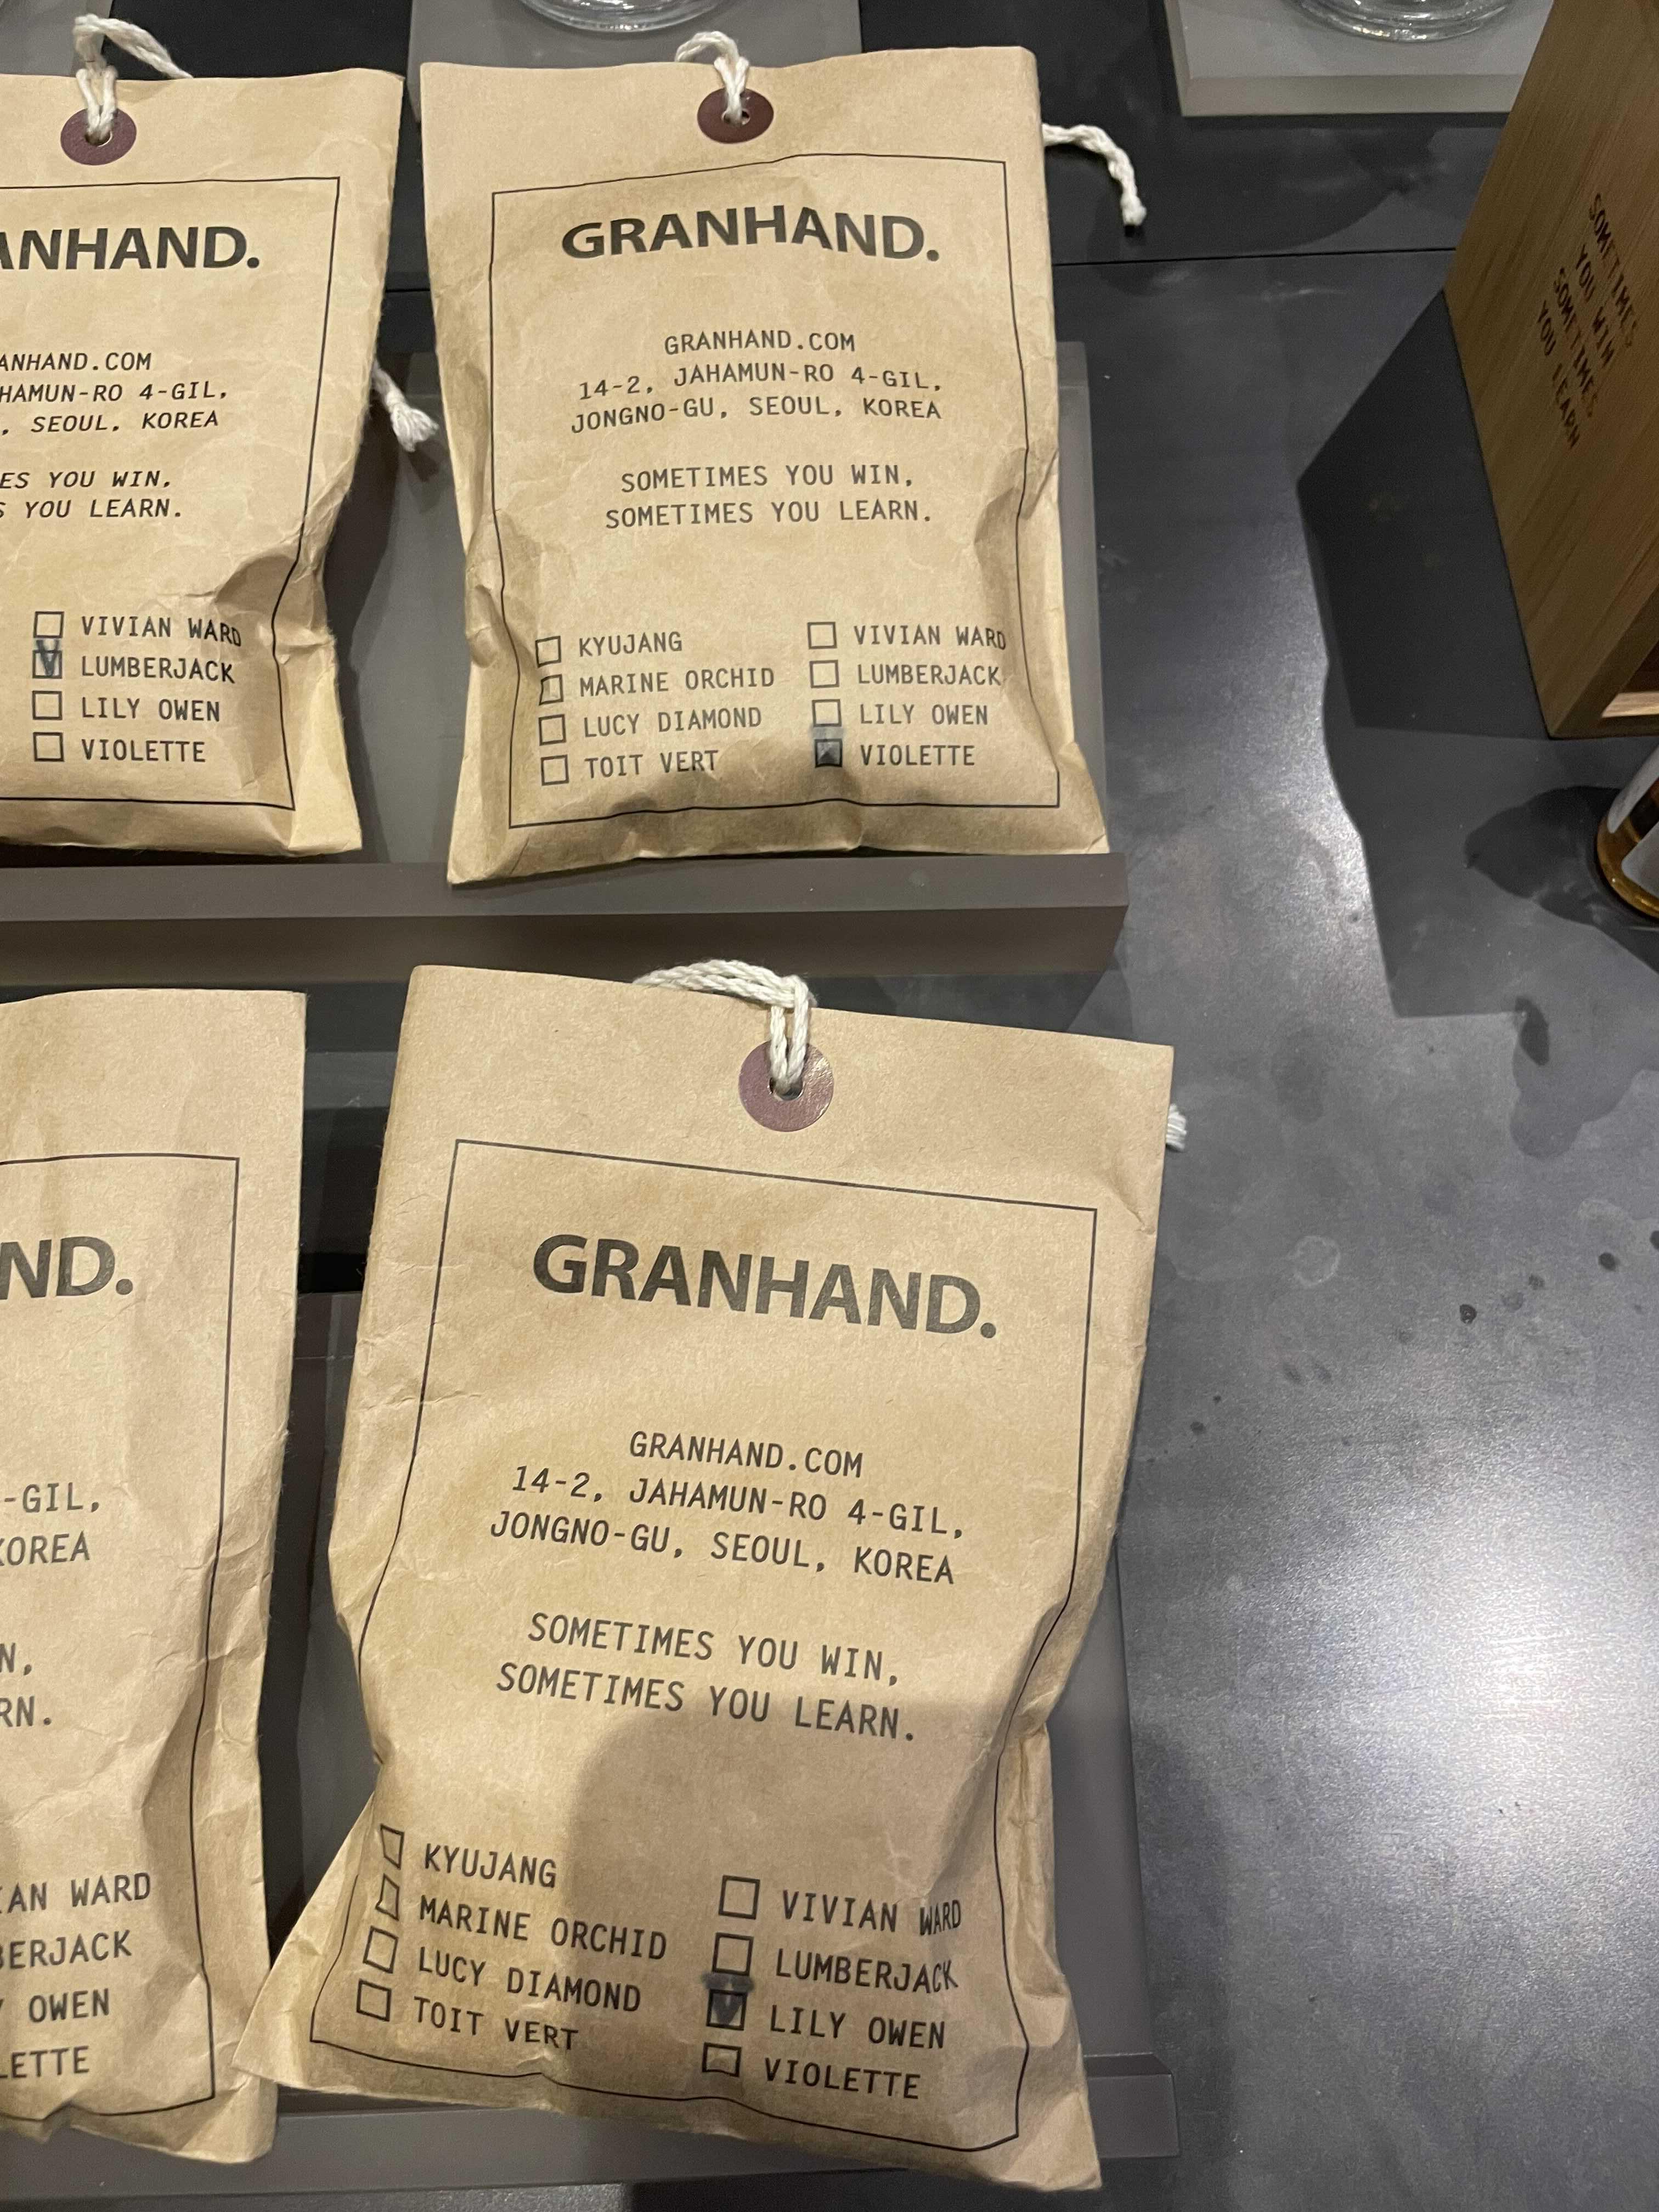 ANHAND.
ANHAND.COM
HAMUN-RO 4-GIL,
, SEOUL, KOREA
ES YOU WIN,
S YOU LEARN.
VIVIAN WARD
LUMBERJACK
LILY OWEN
VIOLETTE
GRANHAND.
GRANHAND.COM
14-2, JAHAMUN-RO 4-GIL,
JONGNO-GU, SEOUL, KOREA
SOMETIMES YOU WIN,
SOMETIMES YOU LEARN.
KYUJANG
MARINE ORCHID
LUCY DIAMOND
TOIT VERT
VIVIAN WARD
LUMBERJACK
LILY OWEN
VIOLETTE
SOMETIMES
YOU WIN
SOMETIMES
YOU LEARN
ND.
-GIL,
KOREA
N,
RN.
IAN WARD
BERJACK
Y OWEN
LETTE
GRANHAND.
GRANHAND.COM
14-2, JAHAMUN-RO 4-GIL,
JONGNO-GU, SEOUL, KOREA
SOMETIMES YOU WIN,
SOMETIMES YOU LEARN.
KYUJANG
MARINE ORCHID
LUCY DIAMOND
TOIT VERT
VIVIAN WARD
LUMBERJACK
LILY OWEN
VIOLETTE